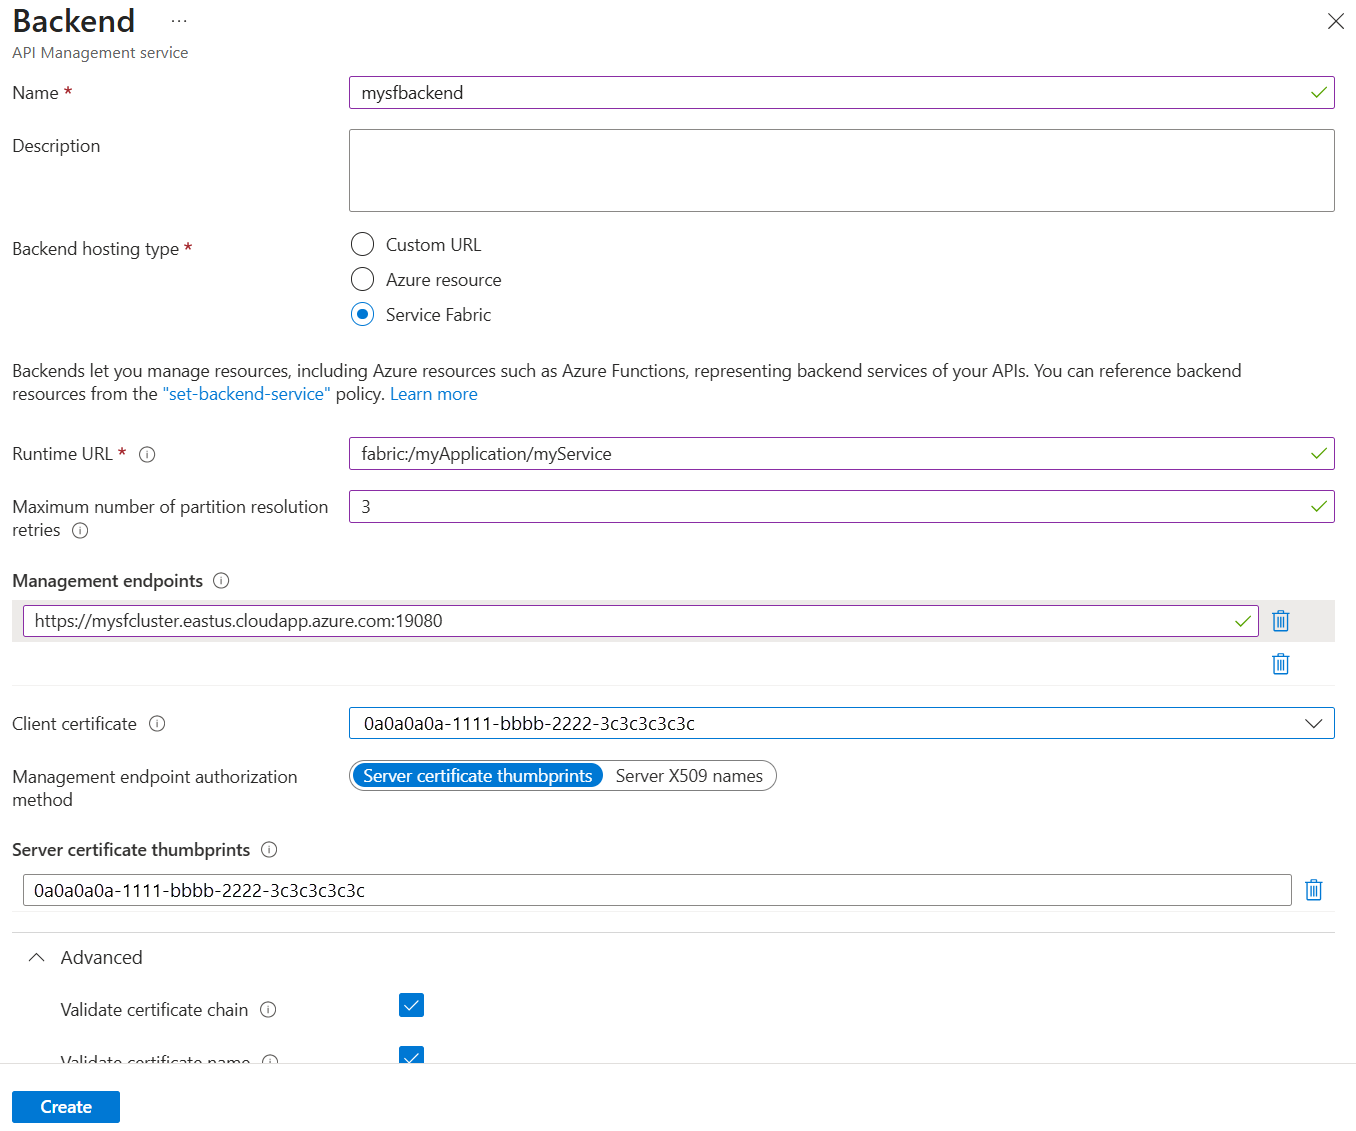 Backend ...
API Management service
Name *
mysfbackend
Description
Backend hosting type *
Custom URL
Azure resource
Service Fabric
Backends let you manage resources, including Azure resources such as Azure Functions, representing backend services of your APIs. You can reference backend
resources from the "set-backend-service" policy. Learn more
Runtime URL *
fabric:/myApplication/myService
Maximum number of partition resolution
retries
3
Management endpoints
https://mysfcluster.eastus.cloudapp.azure.com:19080
Client certificate
0a0a0a0a-1111-bbbb-2222-3c3c3c3c3c
Management endpoint authorization
method
Server certificate thumbprints
Server X509 names
Server certificate thumbprints
0a0a0a0a-1111-bbbb-2222-3c3c3c3c3c
Advanced
Validate certificate chain
Validate certificate name
Create